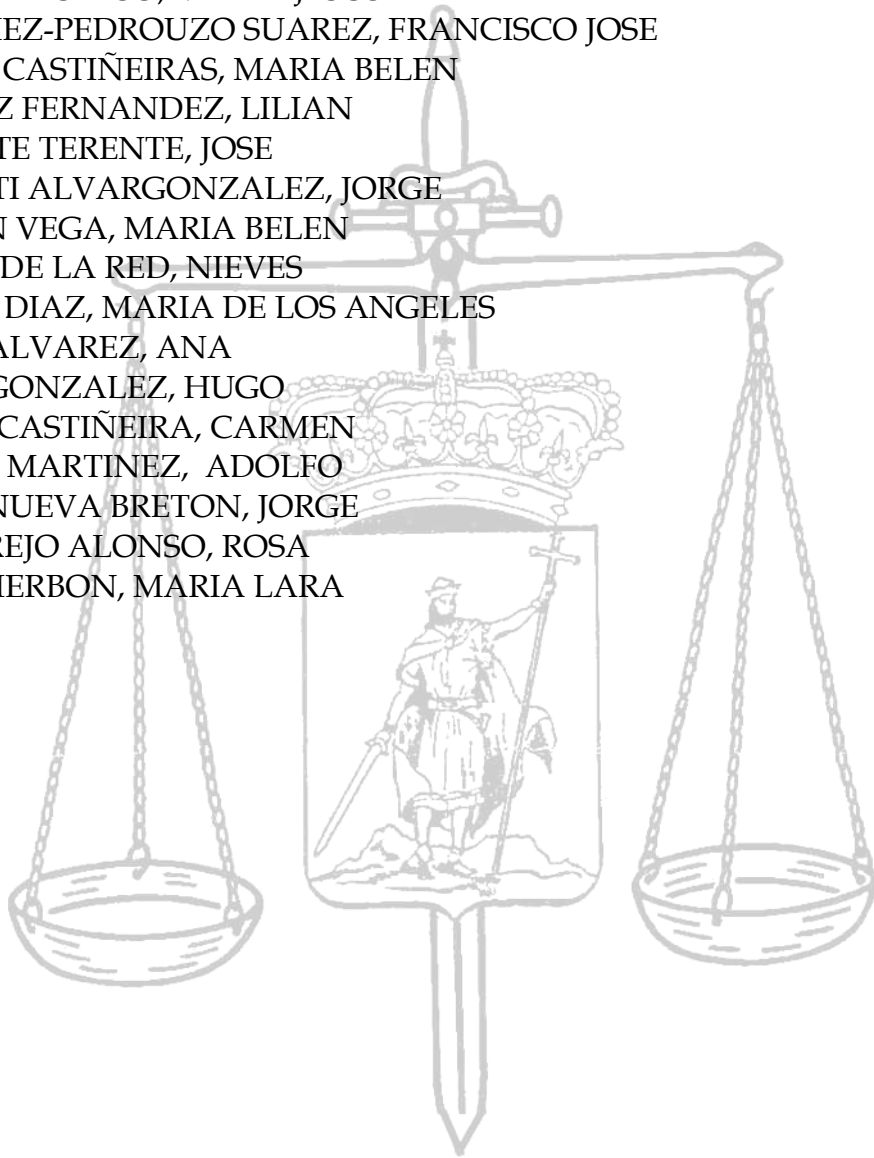 IEZ-PEDROUZO SUAREZ, FRANCISCO JOSE
CASTIÑEIRAS, MARIA BELEN
Z FERNANDEZ, LILIAN
TE TERENTE, JOSE
TI ALVARGONZALEZ, JORGE
N VEGA, MARIA BELEN
DE LA RED, NIEVES
DIAZ, MARIA DE LOS ANGELES
ALVAREZ, ANA
GONZALEZ, HUGO
CASTIÑEIRA, CARMEN
MARTINEZ, ADOLFO
NUEVA BRETON, JORGE
REJO ALONSO, ROSA
IERBON, MARIA LARA